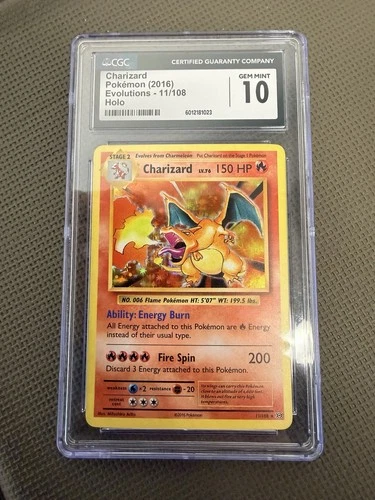 CGC
CERTIFIED GUARANTY COMPANY
Charizard
Pokémon (2016)
Evolutions - 11/108
Holo
GEM MINT
10
6012181023
STAGE 2
Evolves from Charmeleon
Put Charizard on the Stage 1 Pokémon
Charizard LV.76 150 HP
NO. 006 Flame Pokémon HT: 5'07" WT: 199.5 lbs.
Ability: Energy Burn
All Energy attached to this Pokémon are Energy
instead of their usual type.
Fire Spin 200
Discard 3 Energy attached to this Pokémon.
weakness ×2 resistance -20
retreat
cost
©2016 Pokémon
11/108